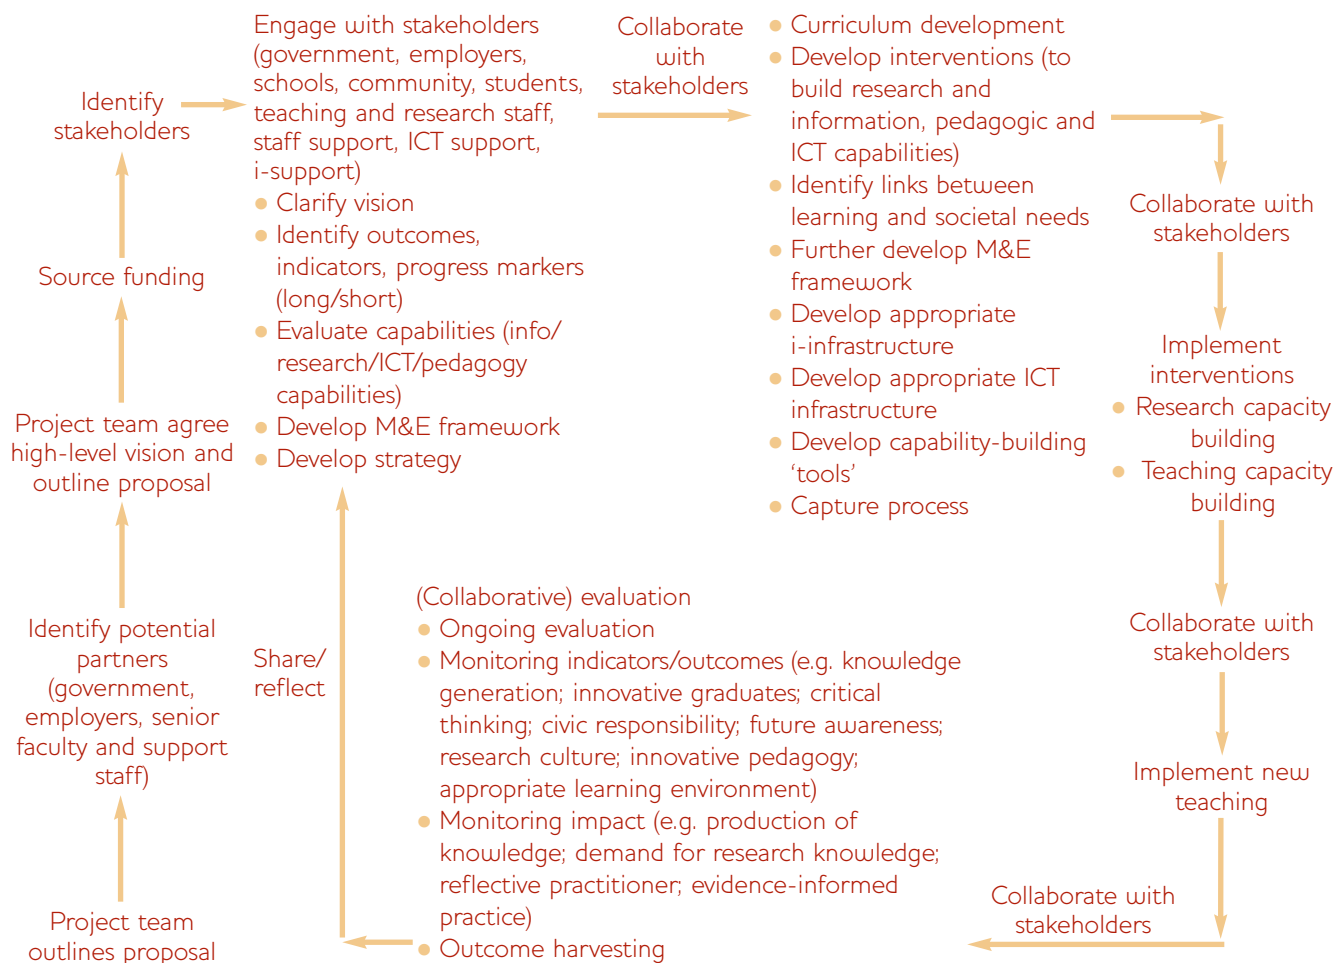 Project team
outlines proposal
Identify potential
partners
(government,
employers, senior
faculty and support
staff)
Project team agree
high-level vision and
outline proposal
Source funding
Identify
stakeholders
Engage with stakeholders
(government, employers,
schools, community, students,
teaching and research staff,
staff support, ICT support,
i-support)
● Clarify vision
● Identify outcomes,
indicators, progress markers
(long/short)
● Evaluate capabilities (info/
research/ICT/pedagogy
capabilities)
● Develop M&E framework
● Develop strategy
Collaborate
with
stakeholders
● Curriculum development
● Develop interventions (to
build research and
information, pedagogic and
ICT capabilities)
● Identify links between
learning and societal needs
● Further develop M&E
framework
● Develop appropriate
i-infrastructure
● Develop appropriate ICT
infrastructure
● Develop capability-building
‘tools’
● Capture process
Collaborate with
stakeholders
Implement
interventions
● Research capacity
building
● Teaching capacity
building
Collaborate with
stakeholders
Implement new
teaching
Collaborate with
stakeholders
(Collaborative) evaluation
● Ongoing evaluation
● Monitoring indicators/outcomes (e.g. knowledge
generation; innovative graduates; critical
thinking; civic responsibility; future awareness;
research culture; innovative pedagogy;
appropriate learning environment)
● Monitoring impact (e.g. production of
knowledge; demand for research knowledge;
reflective practitioner; evidence-informed
practice)
● Outcome harvesting
Share/
reflect